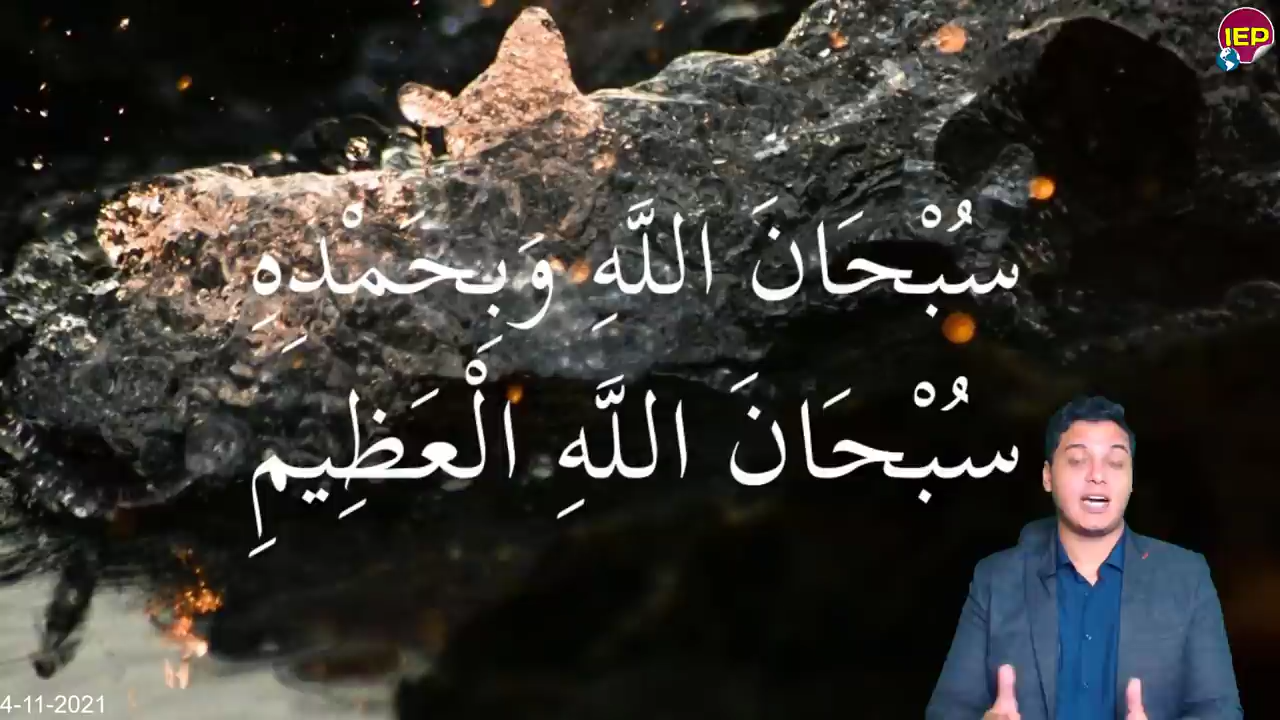 IEP
سُبْحَانَ اللَّهِ وَبِحَمْدِهِ
سُبْحَانَ اللَّهِ الْعَظِيمِ
4-11-2021